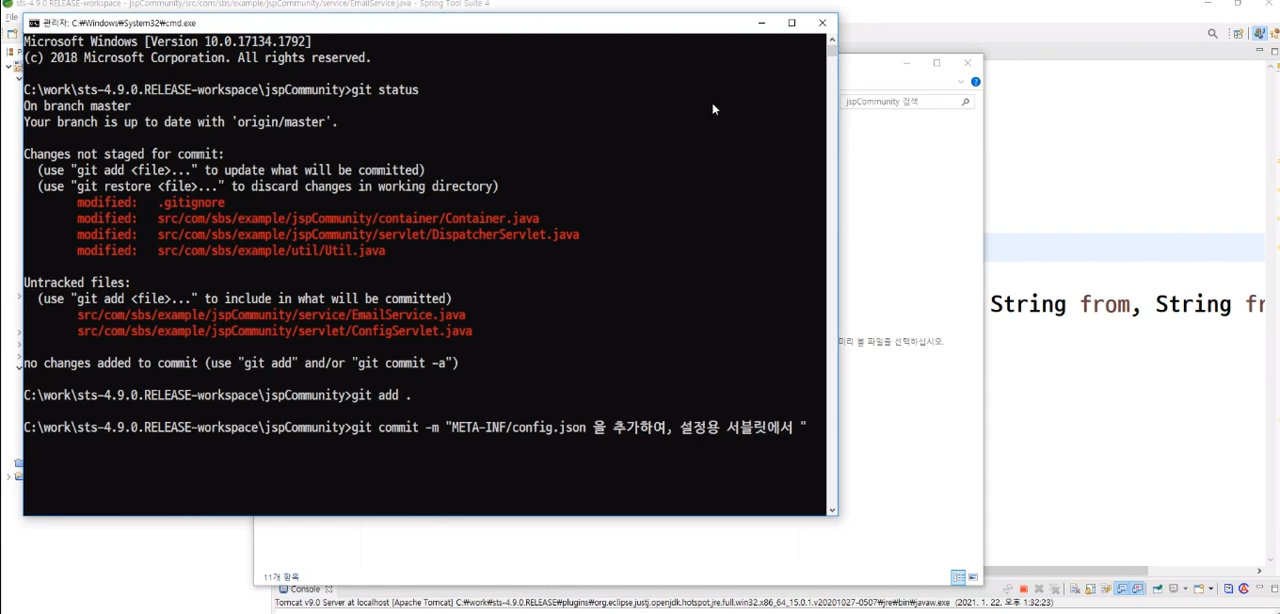 sts-4.9.0.RELEASE-workspace - jspCommunity/src/com/sbs/example/jspCommunity/service/EmailService.java - Spring Tool Suite 4
File
관리자: C:\Windows\System32\cmd.exe
Microsoft Windows [Version 10.0.17134.1792]
(c) 2018 Microsoft Corporation. All rights reserved.
C:\work\sts-4.9.0.RELEASE-workspace\jspCommunity>git status
On branch master
Your branch is up to date with 'origin/master'.
Changes not staged for commit:
(use "git add <file>..." to update what will be committed)
(use "git restore <file>..." to discard changes in working directory)
modified: .gitignore
modified: src/com/sbs/example/jspCommunity/container/Container.java
modified: src/com/sbs/example/jspCommunity/servlet/DispatcherServlet.java
modified: src/com/sbs/example/util/Util.java
Untracked files:
(use "git add <file>..." to include in what will be committed)
src/com/sbs/example/jspCommunity/service/EmailService.java
src/com/sbs/example/jspCommunity/servlet/ConfigServlet.java
no changes added to commit (use "git add" and/or "git commit -a")
C:\work\sts-4.9.0.RELEASE-workspace\jspCommunity>git add .
C:\work\sts-4.9.0.RELEASE-workspace\jspCommunity>git commit -m "META-INF/config.json 을 추가하여, 설정용 서블릿에서 "
jspCommunity 검색
String from, String fr
미리 볼 파일을 선택하십시오.
11개 항목
Console
Tomcat v9.0 Server at localhost [Apache Tomcat] C:\work\sts-4.9.0.RELEASE\plugins\org.eclipse.justj.openjdk.hotspot.jre.full.win32.x86_64_15.0.1.v20201027-0507\jre\bin\javaw.exe (2021. 1. 22. 오후 1:32:23)